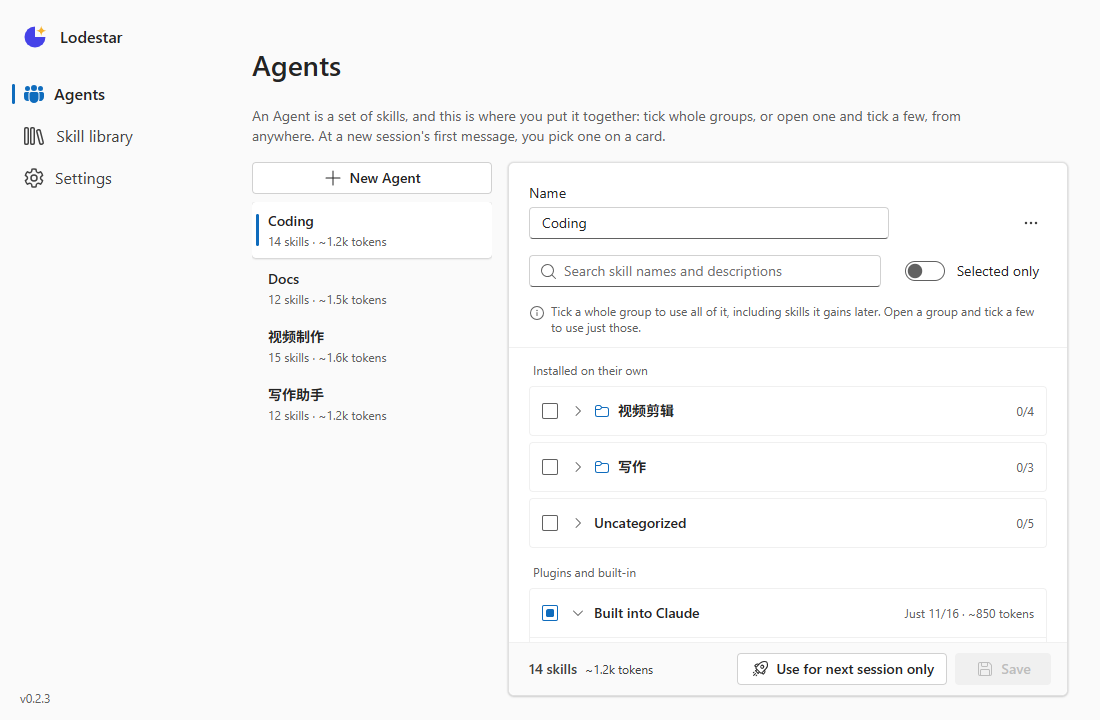 Lodestar
Agents
Skill library
Settings
v0.2.3
Agents
An Agent is a set of skills, and this is where you put it together: tick whole groups, or open one and tick a few, from
anywhere. At a new session's first message, you pick one on a card.
New Agent
Coding
14 skills · ~1.2k tokens
Docs
12 skills · ~1.5k tokens
视频制作
15 skills · ~1.6k tokens
写作助手
12 skills · ~1.2k tokens
Name
Coding
Search skill names and descriptions
Selected only
Tick a whole group to use all of it, including skills it gains later. Open a group and tick a few
to use just those.
Installed on their own
视频剪辑 0/4
写作 0/3
Uncategorized 0/5
Plugins and built-in
Built into Claude Just 11/16 · ~850 tokens
14 skills ~1.2k tokens
Use for next session only
Save